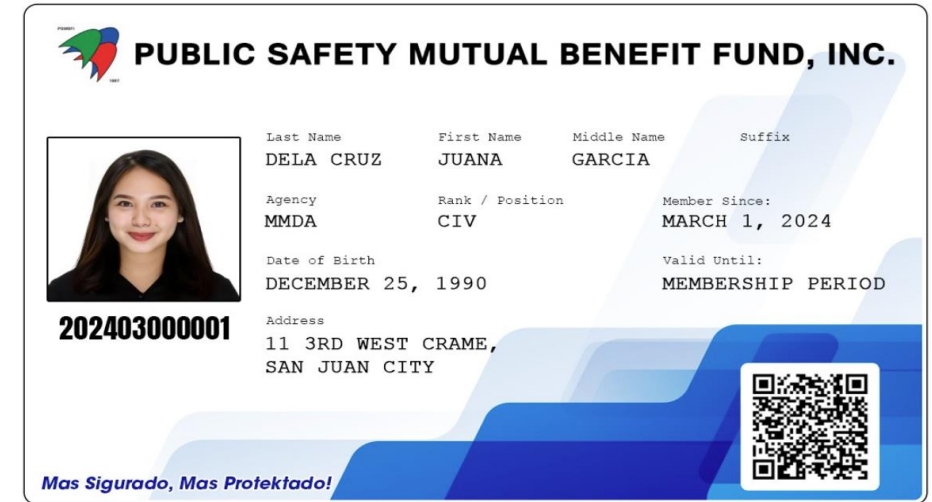 PSMBFI
1997
PUBLIC SAFETY MUTUAL BENEFIT FUND, INC.
Last Name First Name Middle Name Suffix
DELA CRUZ JUANA GARCIA
Agency Rank / Position Member Since:
MMDA CIV MARCH 1, 2024
Date of Birth Valid Until:
DECEMBER 25, 1990 MEMBERSHIP PERIOD
202403000001
Address
11 3RD WEST CRAME,
SAN JUAN CITY
Mas Sigurado, Mas Protektado!